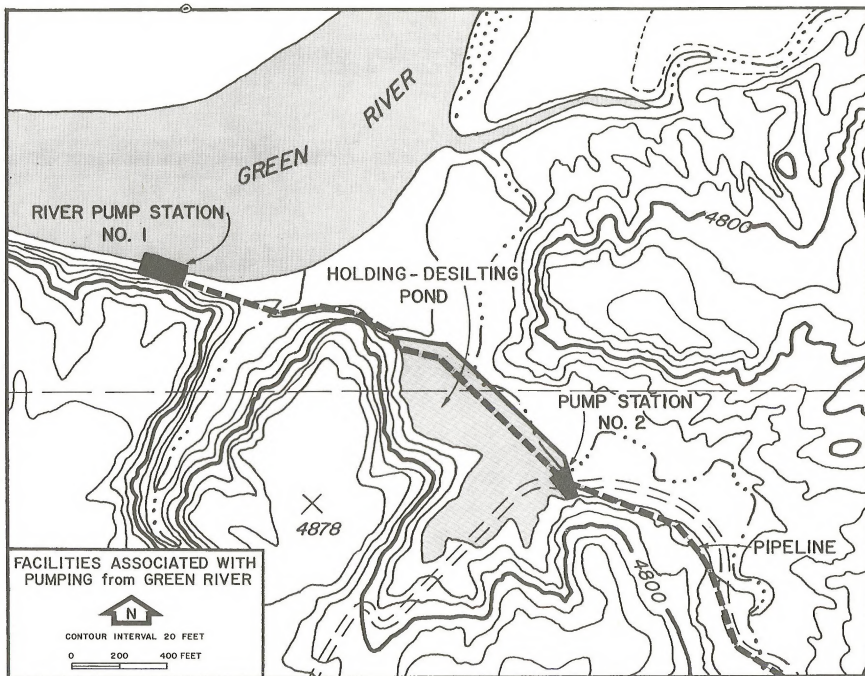 GREEN RIVER
RIVER PUMP STATION
NO. 1
4800
HOLDING-DESILTING
POND
PUMP STATION
NO. 2
4878
PIPELINE
4800
FACILITIES ASSOCIATED WITH
PUMPING from GREEN RIVER
N
CONTOUR INTERVAL 20 FEET
0 200 400 FEET